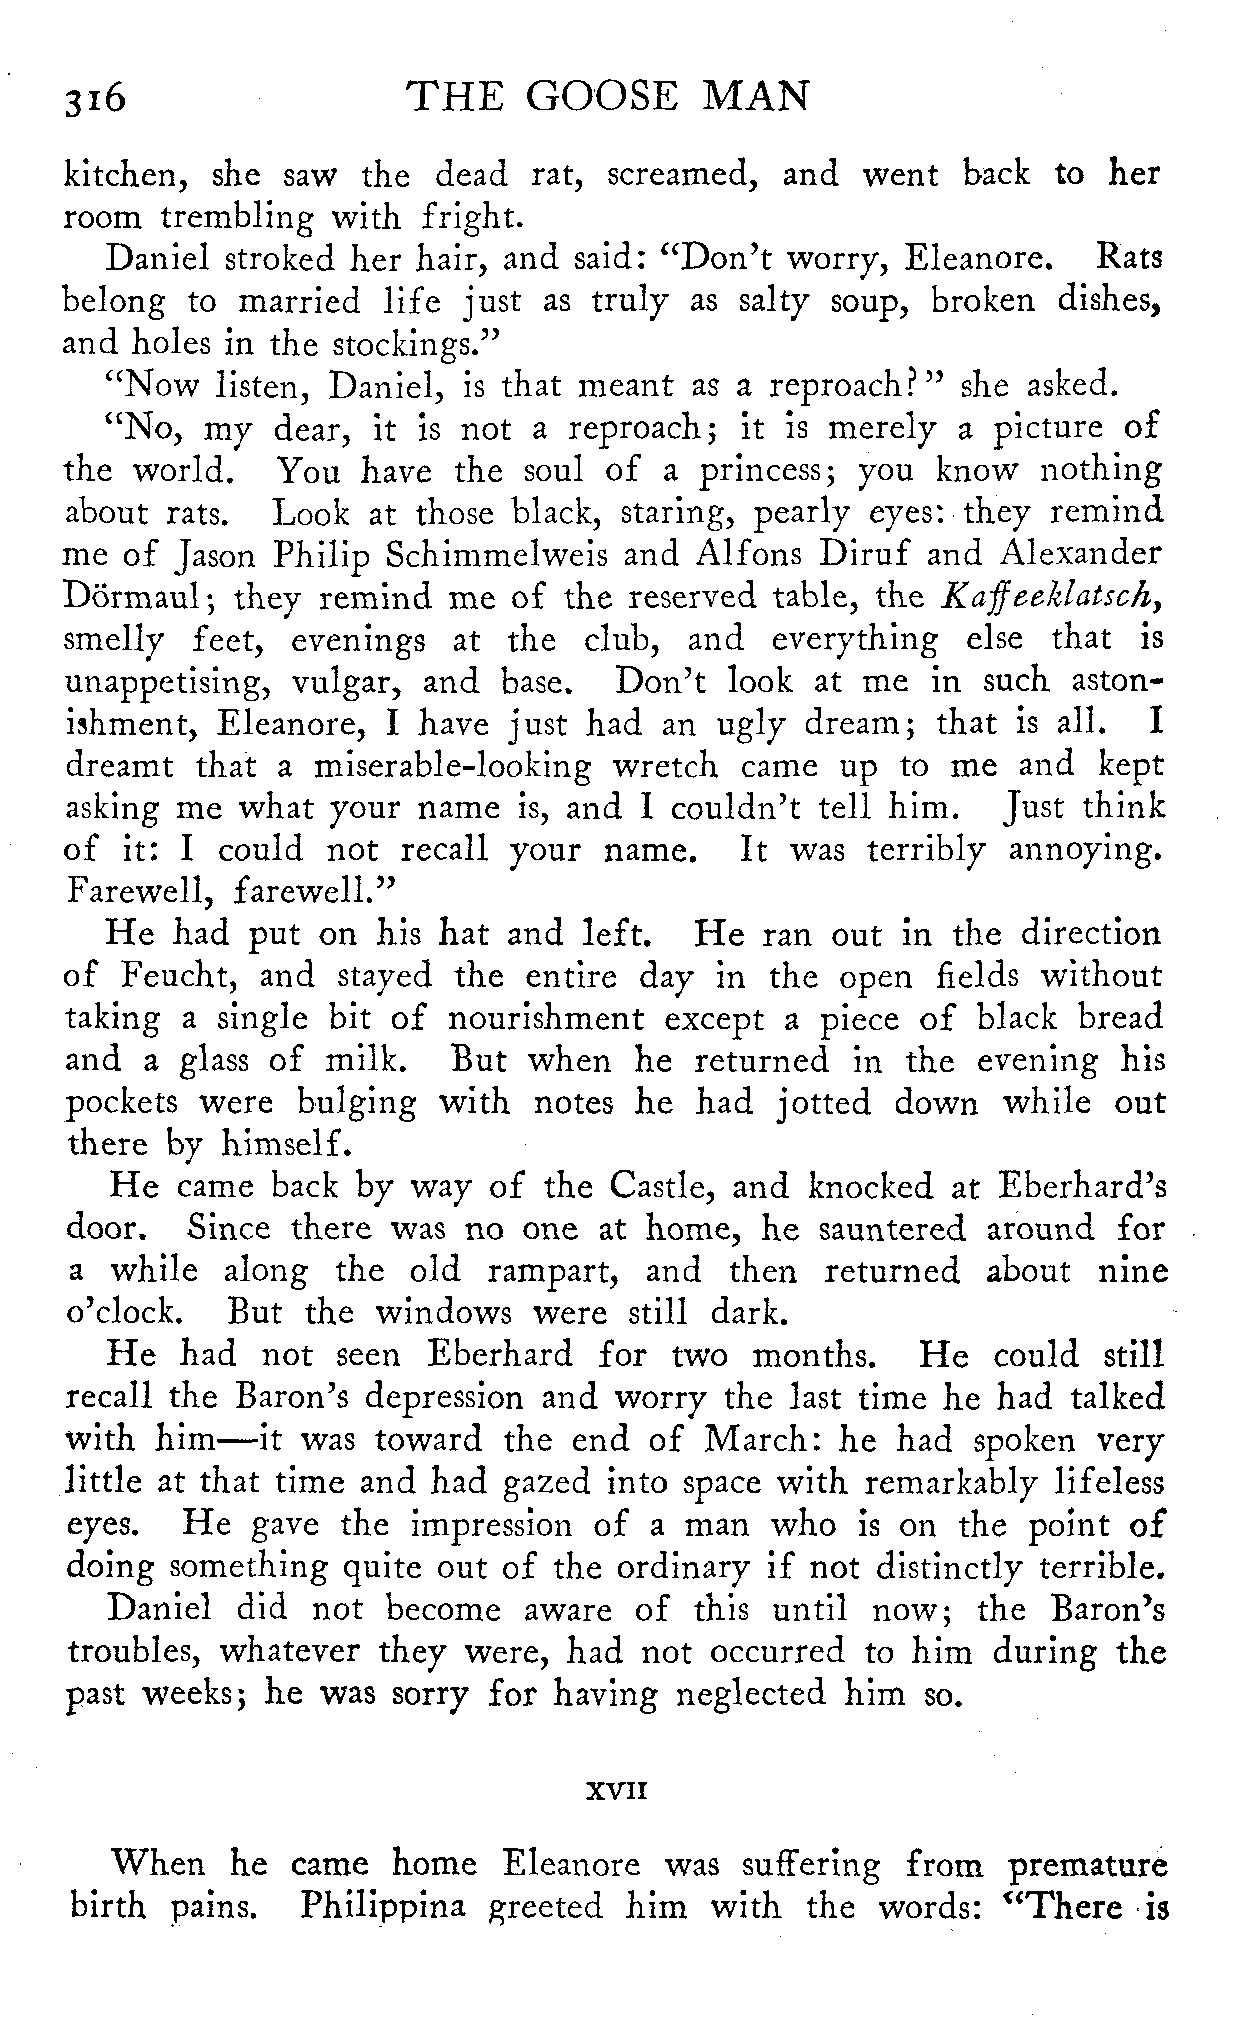 316 THE GOOSE MAN
kitchen, she saw the dead rat, screamed, and went back to her
room trembling with fright.
Daniel stroked her hair, and said: “Don’t worry, Eleanore. Rats
belong to married life just as truly as salty soup, broken dishes,
and holes in the stockings.”
“Now listen, Daniel, is that meant as a reproach?” she asked.
“No, my dear, it is not a reproach; it is merely a picture of
the world. You have the soul of a princess; you know nothing
about rats. Look at those black, staring, pearly eyes: they remind
me of Jason Philip Schimmelweis and Alfons Diruf and Alexander
Dörmaul; they remind me of the reserved table, the Kaffeeklatsch,
smelly feet, evenings at the club, and everything else that is
unappetising, vulgar, and base. Don’t look at me in such aston-
ishment, Eleanore, I have just had an ugly dream; that is all. I
dreamt that a miserable-looking wretch came up to me and kept
asking me what your name is, and I couldn’t tell him. Just think
of it: I could not recall your name. It was terribly annoying.
Farewell, farewell.”
He had put on his hat and left. He ran out in the direction
of Feucht, and stayed the entire day in the open fields without
taking a single bit of nourishment except a piece of black bread
and a glass of milk. But when he returned in the evening his
pockets were bulging with notes he had jotted down while out
there by himself.
He came back by way of the Castle, and knocked at Eberhard’s
door. Since there was no one at home, he sauntered around for
a while along the old rampart, and then returned about nine
o’clock. But the windows were still dark.
He had not seen Eberhard for two months. He could still
recall the Baron’s depression and worry the last time he had talked
with him—it was toward the end of March: he had spoken very
little at that time and had gazed into space with remarkably lifeless
eyes. He gave the impression of a man who is on the point of
doing something quite out of the ordinary if not distinctly terrible.
Daniel did not become aware of this until now; the Baron’s
troubles, whatever they were, had not occurred to him during the
past weeks; he was sorry for having neglected him so.
XVII
When he came home Eleanore was suffering from premature
birth pains. Philippina greeted him with the words: “There is